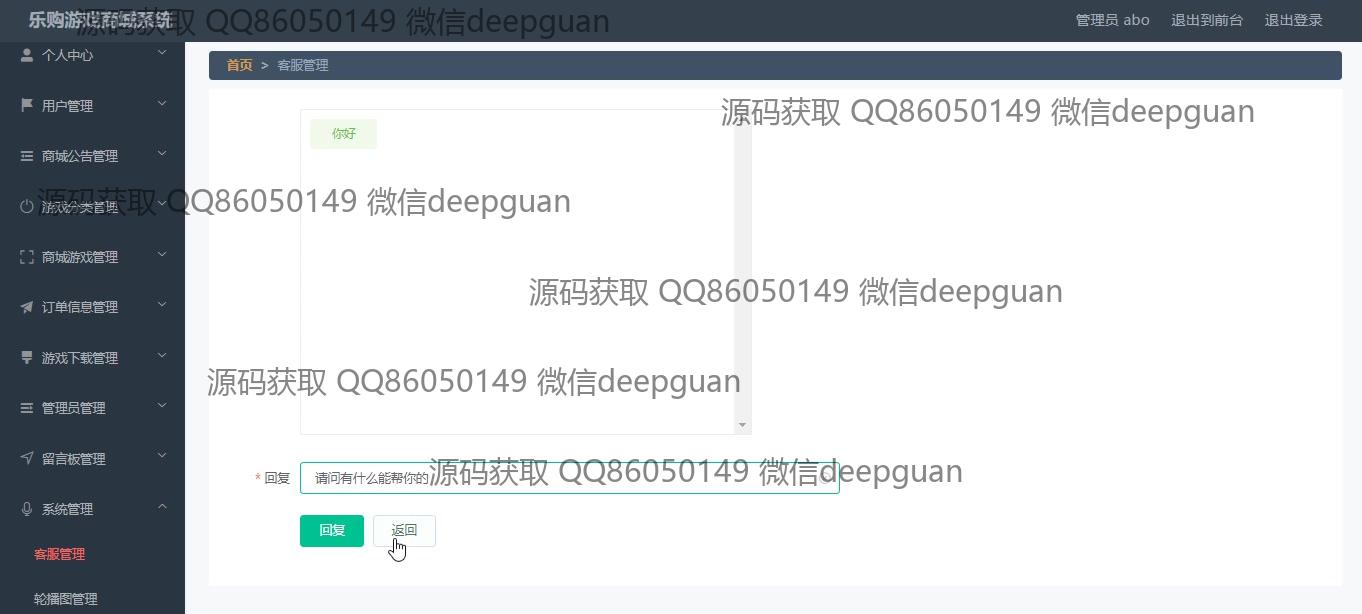 乐购游戏商城系统
源码获取 QQ86050149 微信deepguan
管理员 abo
退出到前台
退出登录
个人中心
首页 > 客服管理
用户管理
源码获取 QQ86050149 微信deepguan
你好
商城公告管理
游戏分类管理
源码获取 QQ86050149 微信deepguan
商城游戏管理
源码获取 QQ86050149 微信deepguan
订单信息管理
游戏下载管理
源码获取 QQ86050149 微信deepguan
管理员管理
留言板管理
* 回复
请问有什么能帮你的
源码获取 QQ86050149 微信deepguan
系统管理
回复
返回
客服管理
轮播图管理